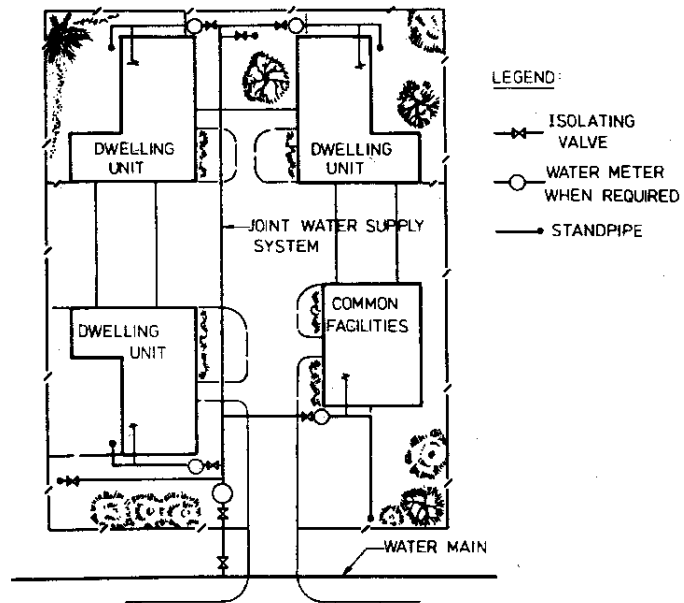 LEGEND:
ISOLATING
VALVE
WATER METER
WHEN REQUIRED
STANDPIPE
DWELLING
UNIT
DWELLING
UNIT
JOINT WATER SUPPLY
SYSTEM
DWELLING
UNIT
COMMON
FACILITIES
WATER MAIN